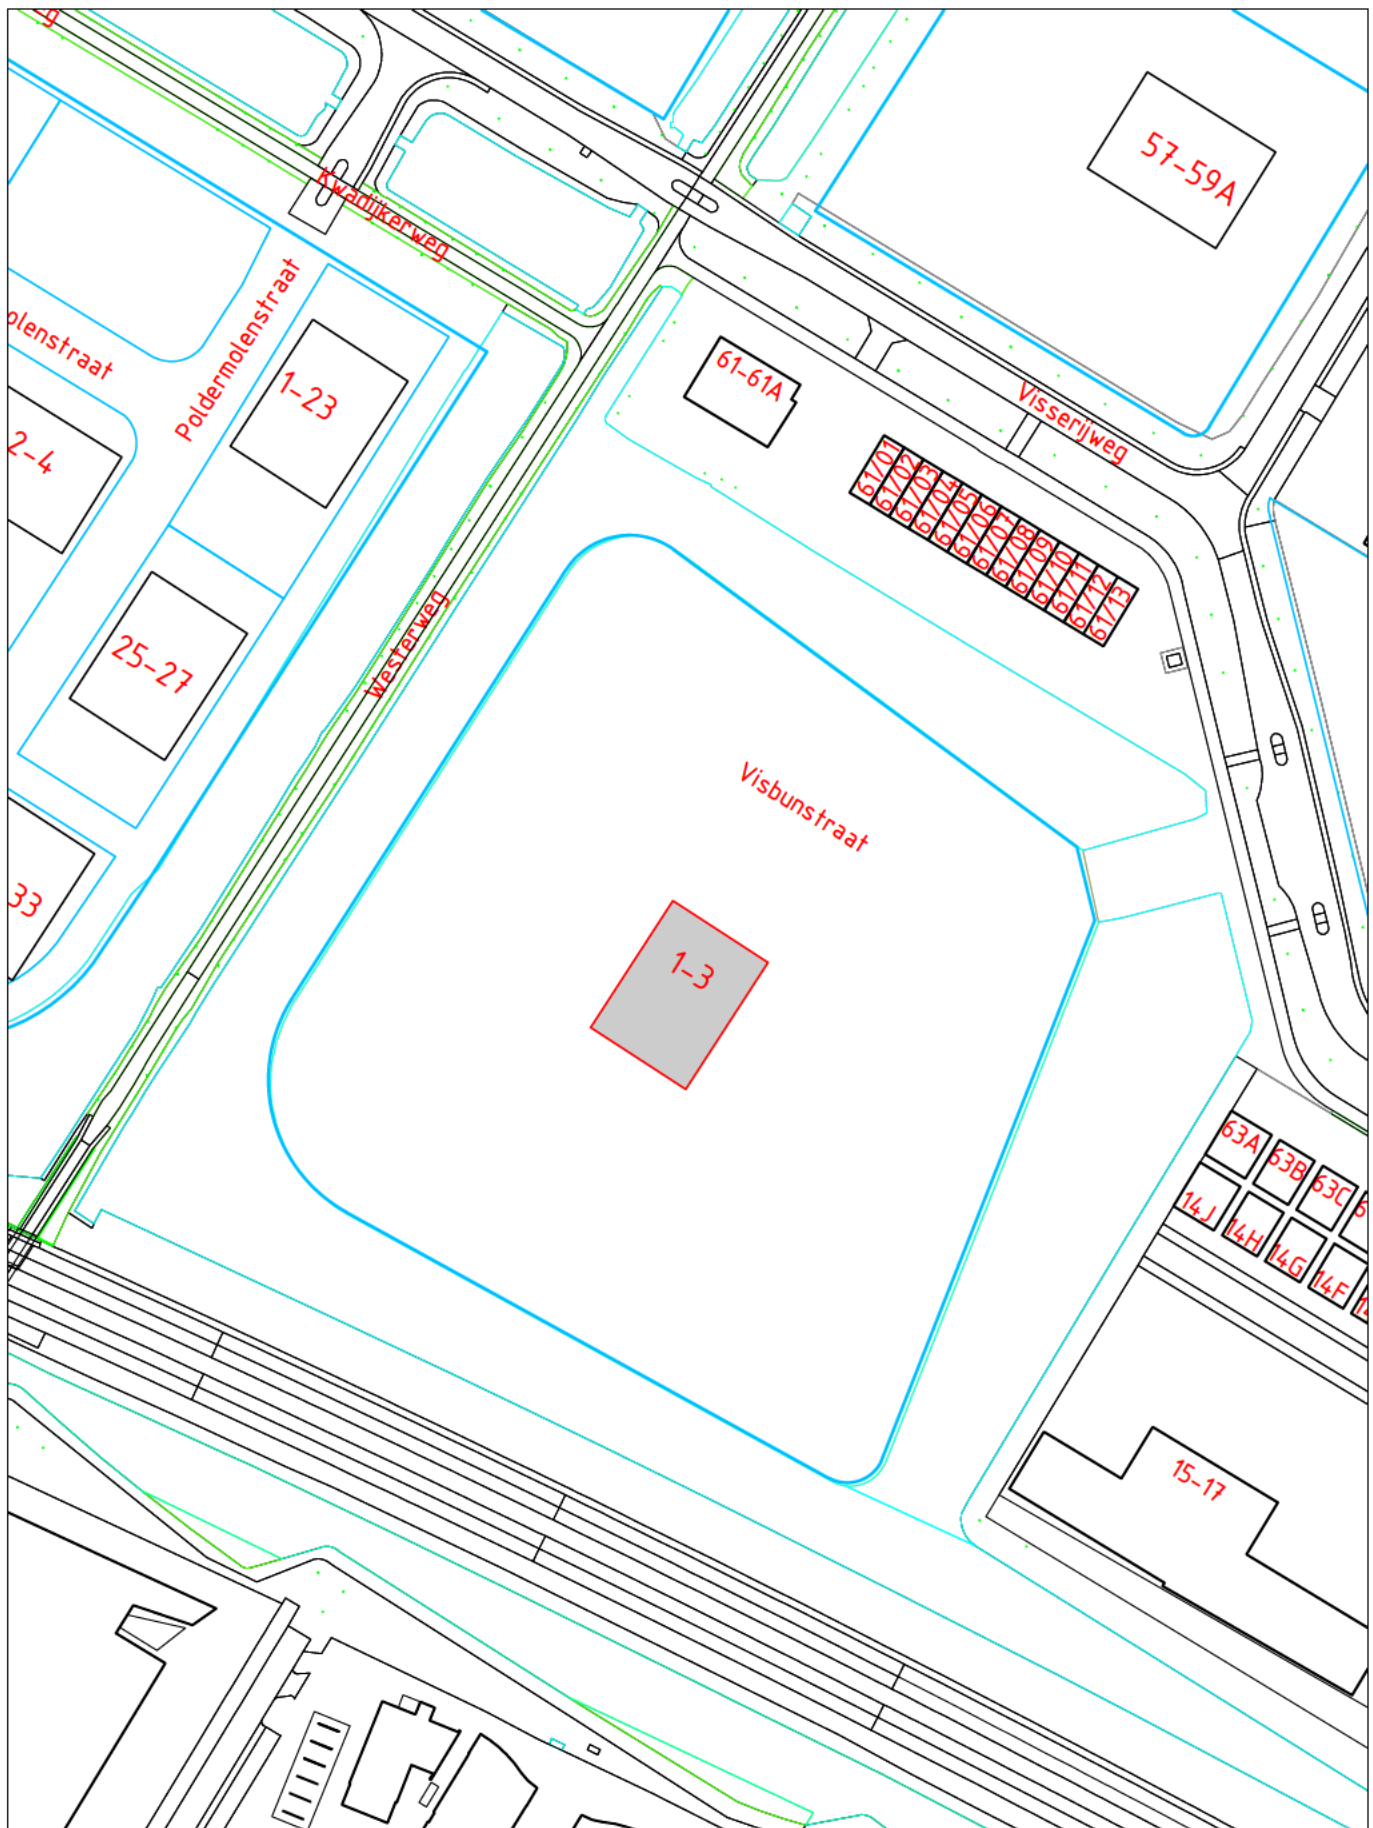 57-59A
Kwadijkerweg
Poldermolenstraat
olenstraat
1-23
61-61A
Visserijweg
2-4
61/01
61/02
61/03
61/04
61/05
61/06
61/07
61/08
61/09
61/10
61/11
61/12
61/13
25-27
Westerweg
Visbunstraat
33
1-3
63A
63B
63C
14J
14H
14G
14F
15-17